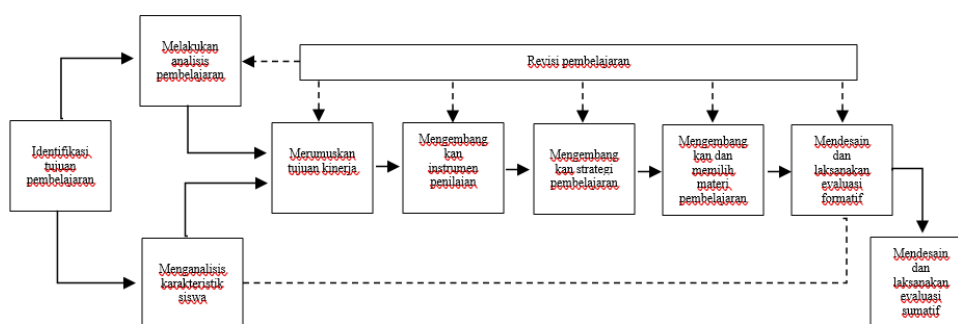 Melakukan
analisis
pembelajaran
Revisi pembelajaran
Identifikasi
tujuan
pembelajaran
Merumuskan
tujuan kinerja
Mengembang
kan
instrumen
penilaian
Mengembang
kan strategi
pembelajaran
Mengembang
kan dan
memilih
materi
pembelajaran
Mendesain
dan
laksanakan
evaluasi
formatif
Menganalisis
karakteristik
siswa
Mendesain
dan
laksanakan
evaluasi
sumatif